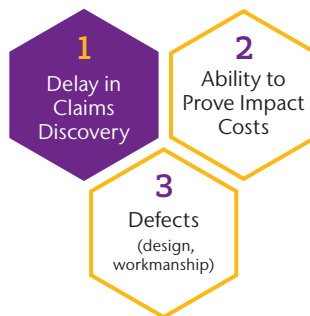 1
Delay in
Claims
Discovery
2
Ability to
Prove Impact
Costs
3
Defects
(design,
workmanship)